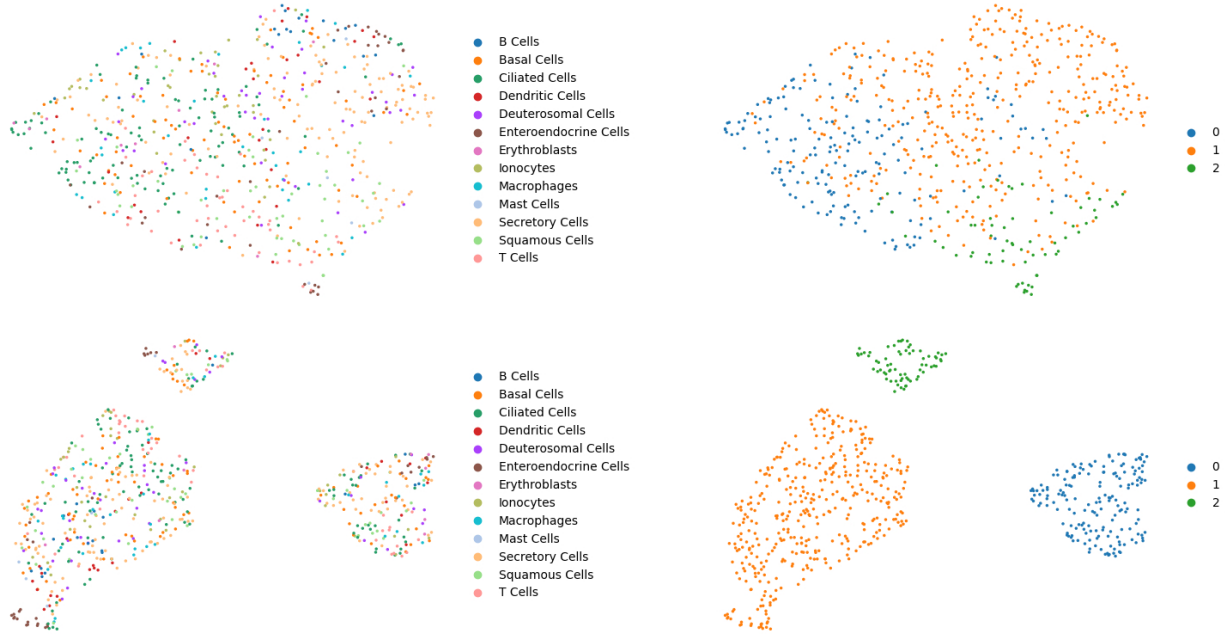 B Cells
Basal Cells
Ciliated Cells
Dendritic Cells
Deuterosomal Cells
Enteroendocrine Cells
Erythroblasts
Ionocytes
Macrophages
Mast Cells
Secretory Cells
Squamous Cells
T Cells
0
1
2
B Cells
Basal Cells
Ciliated Cells
Dendritic Cells
Deuterosomal Cells
Enteroendocrine Cells
Erythroblasts
Ionocytes
Macrophages
Mast Cells
Secretory Cells
Squamous Cells
T Cells
0
1
2